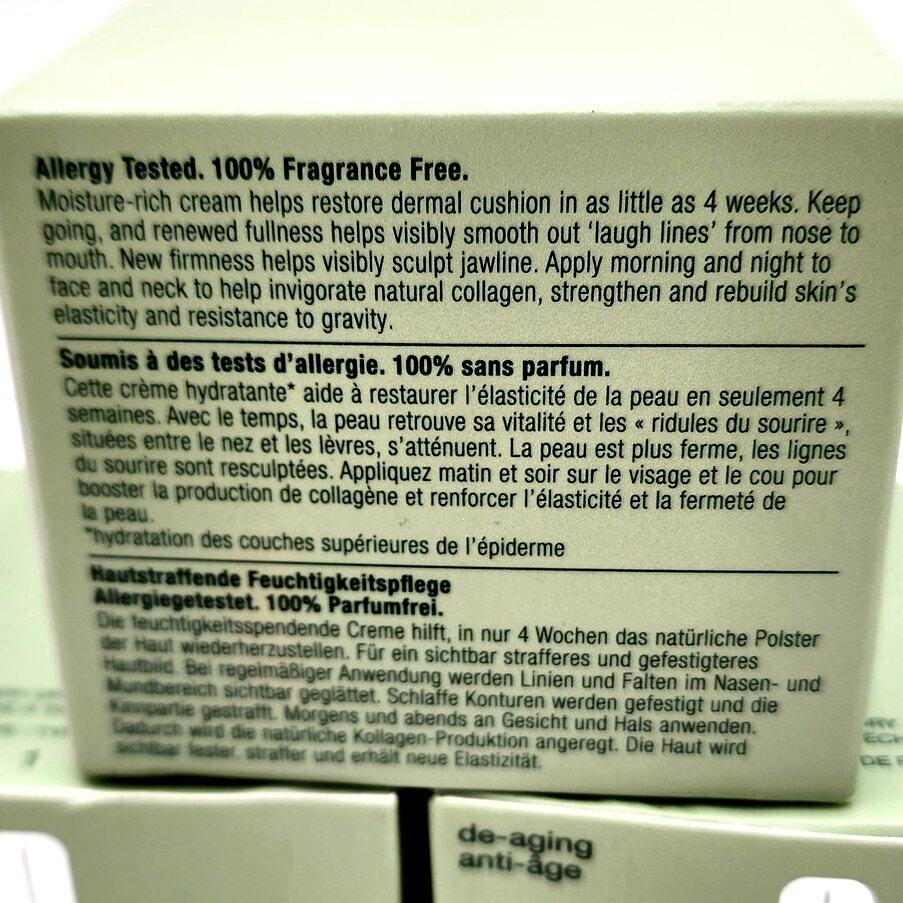 Allergy Tested. 100% Fragrance Free.
Moisture-rich cream helps restore dermal cushion in as little as 4 weeks. Keep
going, and renewed fullness helps visibly smooth out ‘laugh lines’ from nose to
mouth. New firmness helps visibly sculpt jawline. Apply morning and night to
face and neck to help invigorate natural collagen, strengthen and rebuild skin’s
elasticity and resistance to gravity.
Soumis à des tests d’allergie. 100% sans parfum.
Cette crème hydratante* aide à restaurer l’élasticité de la peau en seulement 4
semaines. Avec le temps, la peau retrouve sa vitalité et les « ridules du sourire »,
situées entre le nez et les lèvres, s’atténuent. La peau est plus ferme, les lignes
du sourire sont resculptées. Appliquez matin et soir sur le visage et le cou pour
booster la production de collagène et renforcer l’élasticité et la fermeté de
la peau.
*hydratation des couches supérieures de l’épiderme
Hautstraffende Feuchtigkeitspflege
Allergiegetestet. 100% Parfumfrei.
Die feuchtigkeitsspendende Creme hilft, in nur 4 Wochen das natürliche Polster
der Haut wiederherzustellen. Für ein sichtbar strafferes und gefestigteres
Hautbild. Bei regelmäßiger Anwendung werden Linien und Falten im Nasen- und
Mundbereich sichtbar geglättet. Schlaffe Konturen werden gefestigt und die
Kinnpartie gestrafft. Morgens und abends an Gesicht und Hals anwenden.
Dadurch wird die natürliche Kollagen-Produktion angeregt. Die Haut wird
sichtbar fester, straffer und erhält neue Elastizität.
de-aging
anti-âge